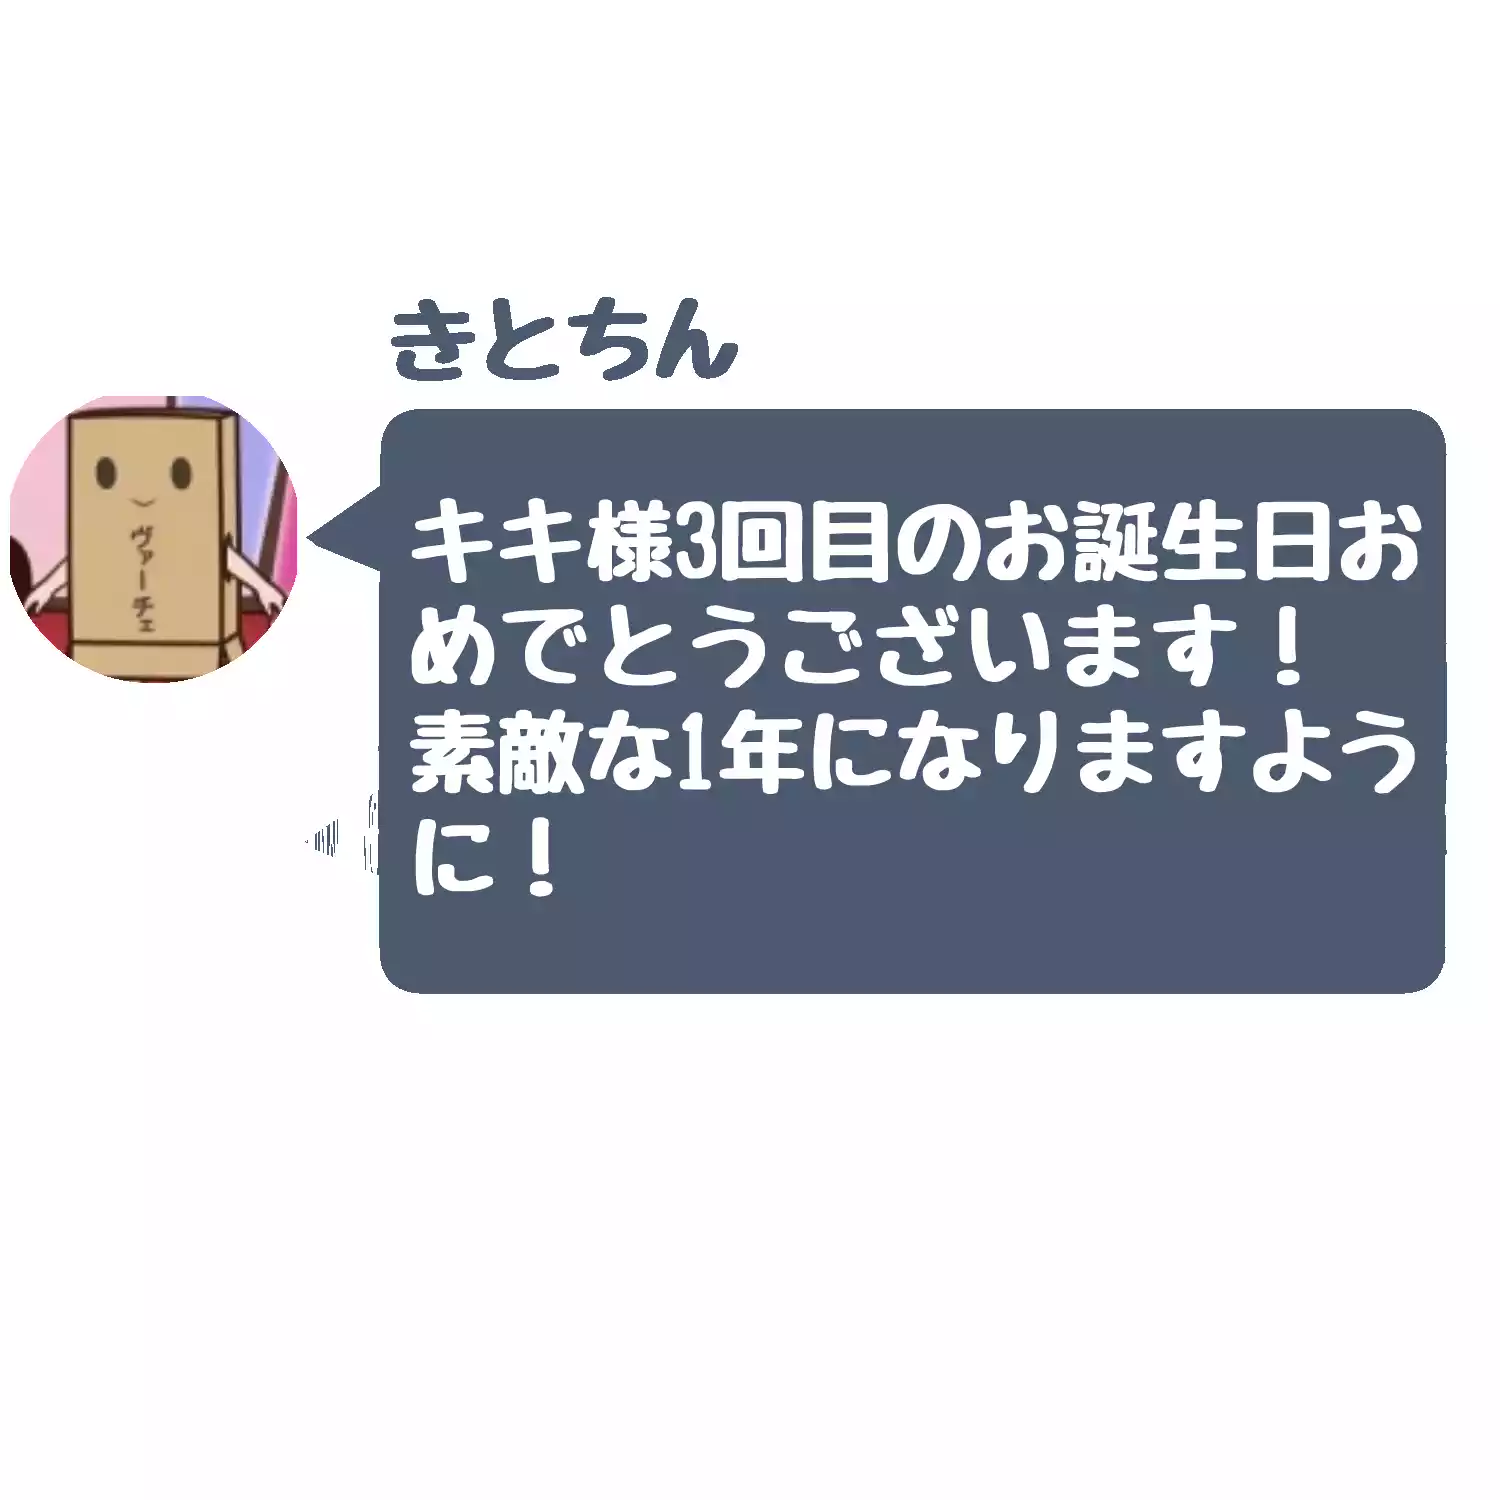 きとちん
ヴァーチェ
キキ様3回目のお誕生日お
めでとうございます！
素敵な1年になりますよう
に！